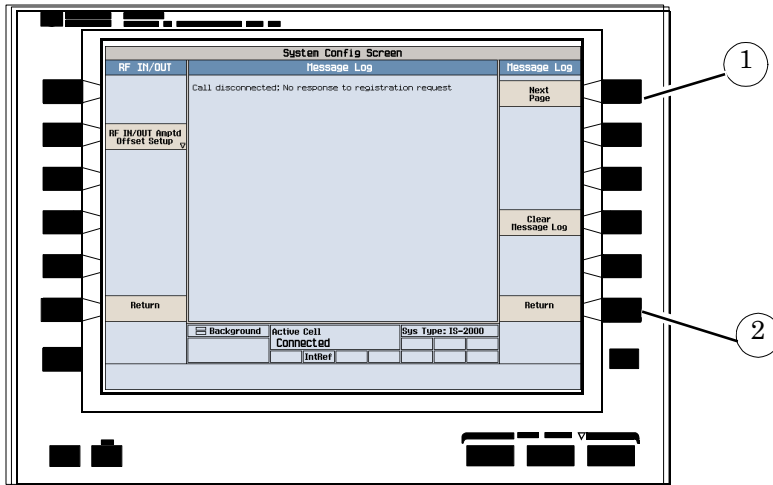 System Config Screen
RF IN/OUT
Message Log
Message Log
Call disconnected; No response to registration request
Next
Page
RF IN/OUT Amptd
Offset Setup
Clear
Message Log
Return
Return
Background
Active Cell
Sys Type: IS-2000
Connected
IntRef
1
2